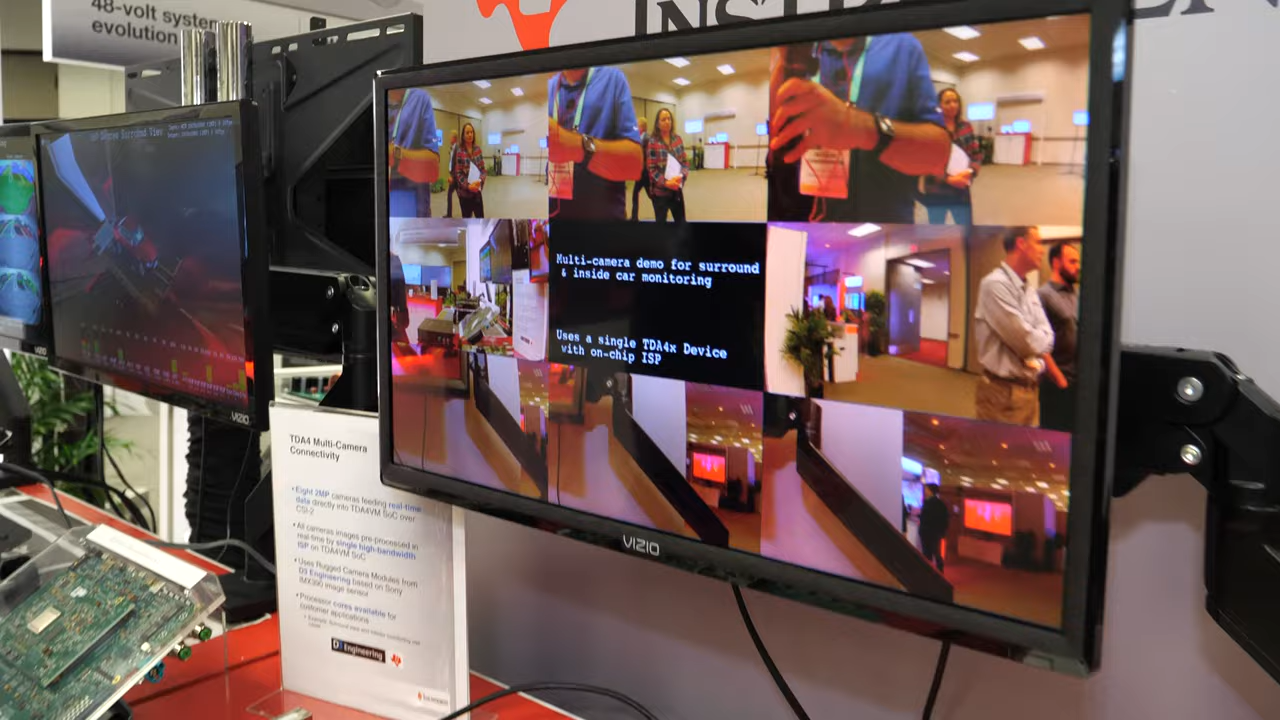 48-volt system
evolution
INSTRUMEN
Multi-camera demo for surround
& inside car monitoring
Uses a single TDA4x Device
with on-chip ISP
VIZIO
VIZIO
TDA4 Multi-Camera
Connectivity
• Eight 2MP cameras feeding real-time
data directly into TDA4VM SoC over
CSI-2
• All cameras images pre-processed in
real-time by single high-bandwidth
ISP on TDA4VM SoC
• Uses Rugged Camera Modules from
D3 Engineering based on Sony
IMX390 image sensor
• Processor cores available for
customer applications
D3 Engineering